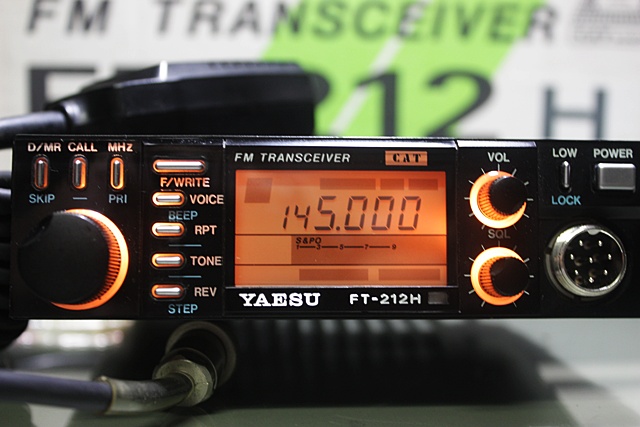 FM TRANSCEIVER
212 H
D/MR CALL MHZ
SKIP — PRI
F/WRITE
VOICE
BEEP
RPT
TONE
REV
STEP
FM TRANSCEIVER CAT
145.000
S&PO
1 3 5 7 9
YAESU FT-212H
VOL
SQL
LOW POWER
LOCK